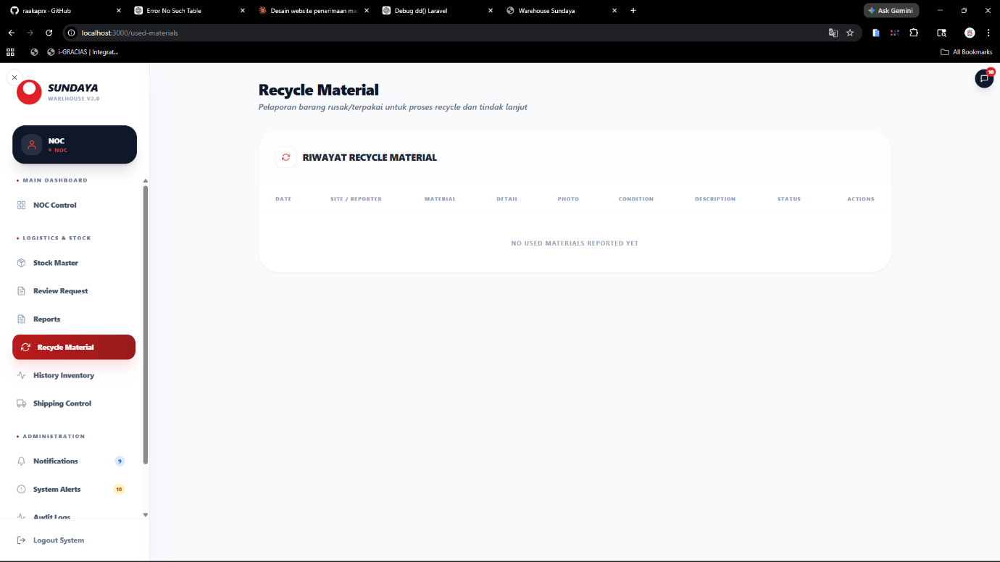 raakaprx · GitHub
Error No Such Table
Desain website penerimaan ma
Debug dd() Laravel
Warehouse Sundaya
Ask Gemini
localhost:3000/used-materials
i-GRACIAS | Integrat...
All Bookmarks
SUNDAYA
WAREHOUSE V2.0
NOC
NOC
MAIN DASHBOARD
NOC Control
LOGISTICS & STOCK
Stock Master
Review Request
Reports
Recycle Material
History Inventory
Shipping Control
ADMINISTRATION
Notifications 9
System Alerts 10
Audit Logs
Logout System
10
Recycle Material
Pelaporan barang rusak/terpakai untuk proses recycle dan tindak lanjut
RIWAYAT RECYCLE MATERIAL
DATE SITE / REPORTER MATERIAL DETAIL PHOTO CONDITION DESCRIPTION STATUS ACTIONS
NO USED MATERIALS REPORTED YET